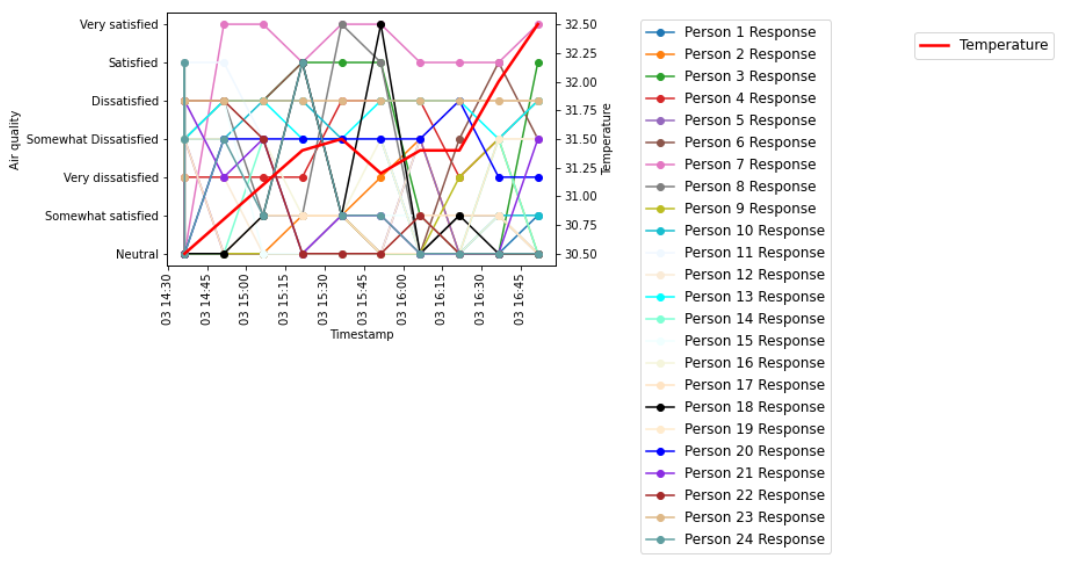 Very satisfied
Satisfied
Dissatisfied
Somewhat Dissatisfied
Very dissatisfied
Somewhat satisfied
Neutral
Air quality
32.50
32.25
32.00
31.75
31.50
31.25
31.00
30.75
30.50
Temperature
03 14:30
03 14:45
03 15:00
03 15:15
03 15:30
03 15:45
03 16:00
03 16:15
03 16:30
03 16:45
Timestamp
Person 1 Response
Person 2 Response
Person 3 Response
Person 4 Response
Person 5 Response
Person 6 Response
Person 7 Response
Person 8 Response
Person 9 Response
Person 10 Response
Person 11 Response
Person 12 Response
Person 13 Response
Person 14 Response
Person 15 Response
Person 16 Response
Person 17 Response
Person 18 Response
Person 19 Response
Person 20 Response
Person 21 Response
Person 22 Response
Person 23 Response
Person 24 Response
Temperature